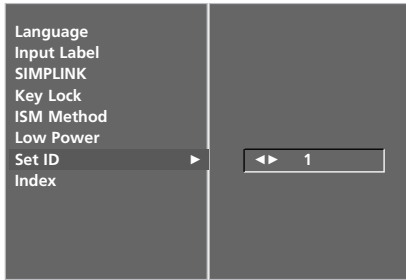 Language
Input Label
SIMPLINK
Key Lock
ISM Method
Low Power
Set ID ► ◄► 1
Index